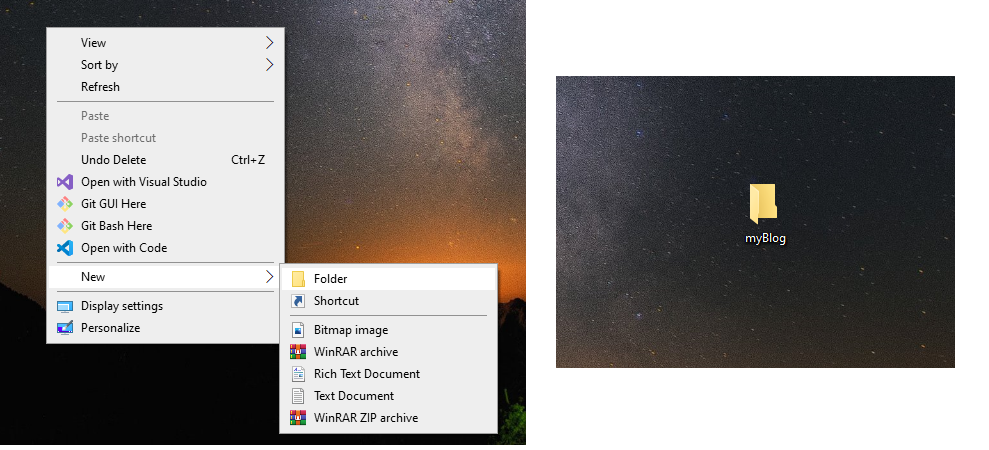 View
Sort by
Refresh
Paste
Paste shortcut
Undo Delete Ctrl+Z
Open with Visual Studio
Git GUI Here
Git Bash Here
Open with Code
New
Display settings
Personalize
Folder
Shortcut
Bitmap image
WinRAR archive
Rich Text Document
Text Document
WinRAR ZIP archive
myBlog